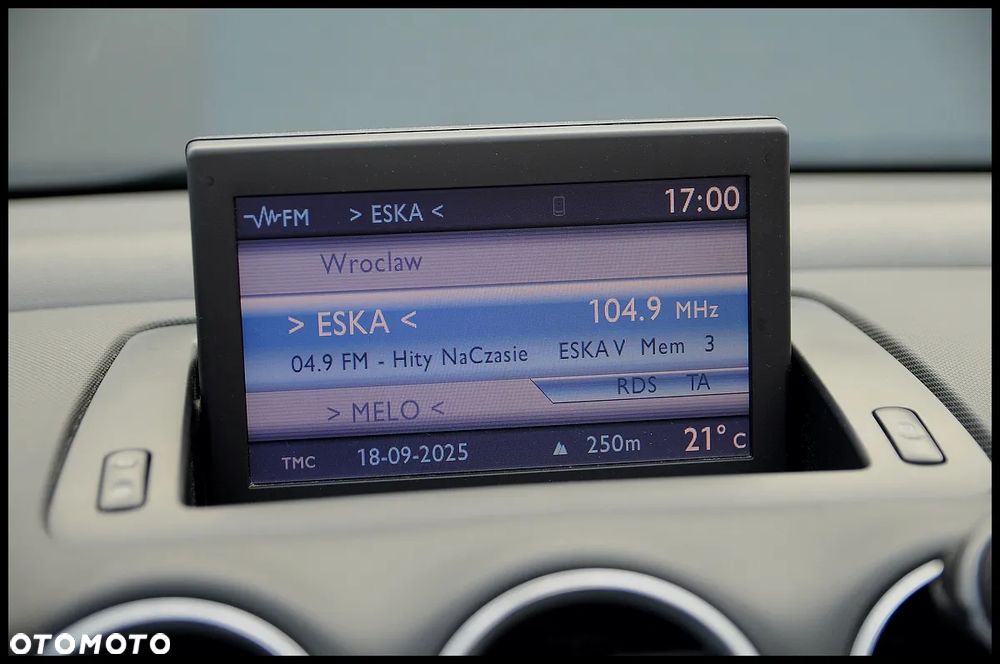 FM > ESKA < 17:00
Wroclaw
> ESKA < 104.9 MHz
04.9 FM - Hity NaCzasie ESKA V Mem 3
RDS TA
> MELO <
TMC 18-09-2025 250m 21° C
OTOMOTO